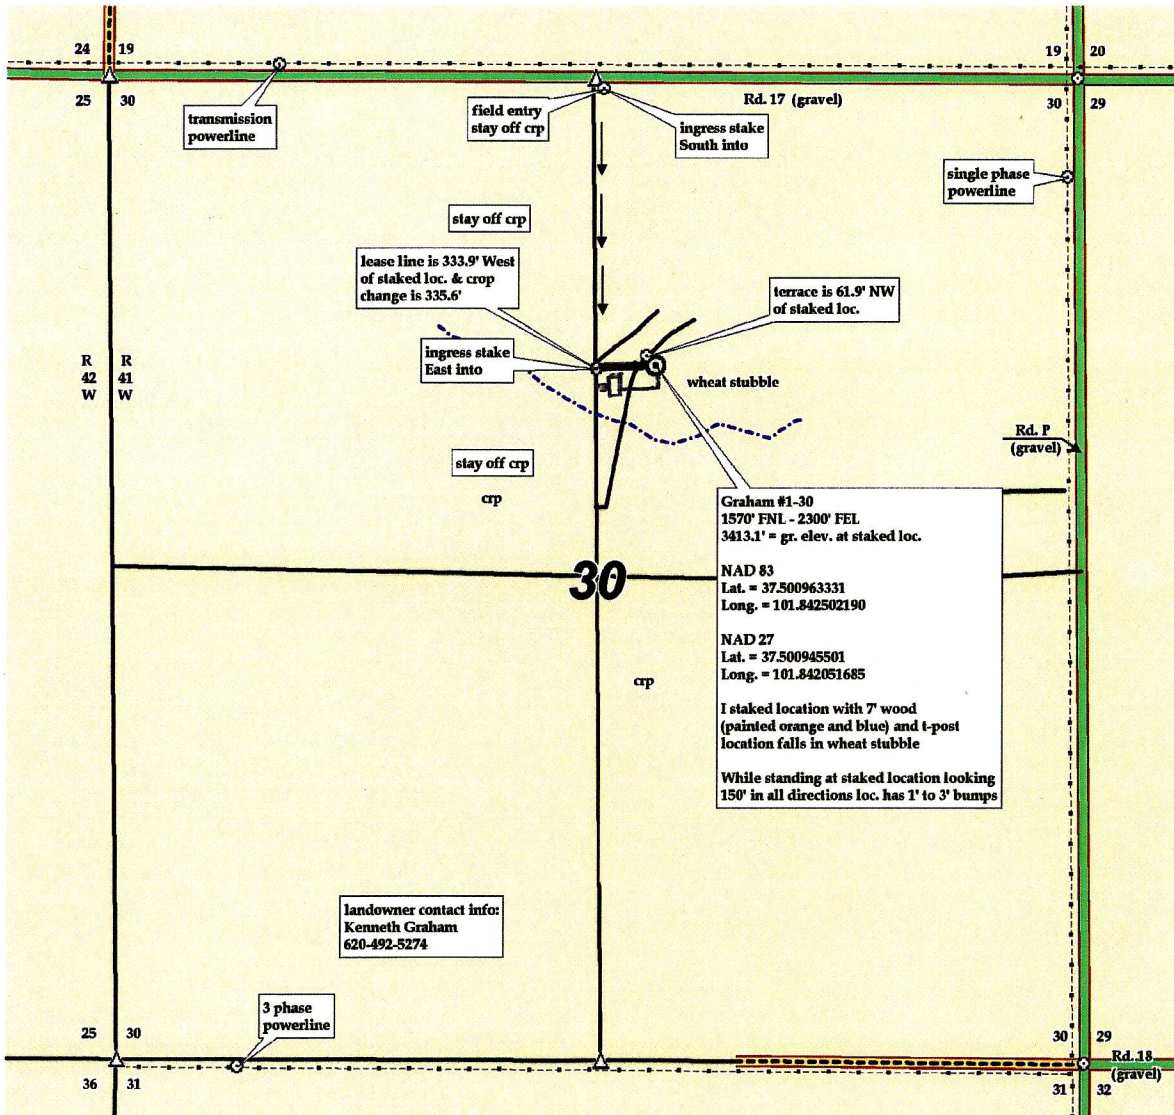 24 19
19 20
25 30
30 29
transmission
powerline
field entry
stay off crp
Rd. 17 (gravel)
ingress stake
South into
single phase
powerline
stay off crp
lease line is 333.9' West
of staked loc. & crop
change is 335.6'
terrace is 61.9' NW
of staked loc.
ingress stake
East into
R R
42 41
W W
wheat stubble
Rd. P
(gravel)
stay off crp
crp
Graham #1-30
1570' FNL - 2300' FEL
3413.1' = gr. elev. at staked loc.
NAD 83
Lat. = 37.500963331
Long. = 101.842502190
NAD 27
Lat. = 37.500945501
Long. = 101.842051685
I staked location with 7' wood
(painted orange and blue) and t-post
location falls in wheat stubble
While standing at staked location looking
150' in all directions loc. has 1' to 3' bumps
30
crp
landowner contact info:
Kenneth Graham
620-492-5274
3 phase
powerline
25 30
30 29
36 31
31 32
Rd. 18
(gravel)